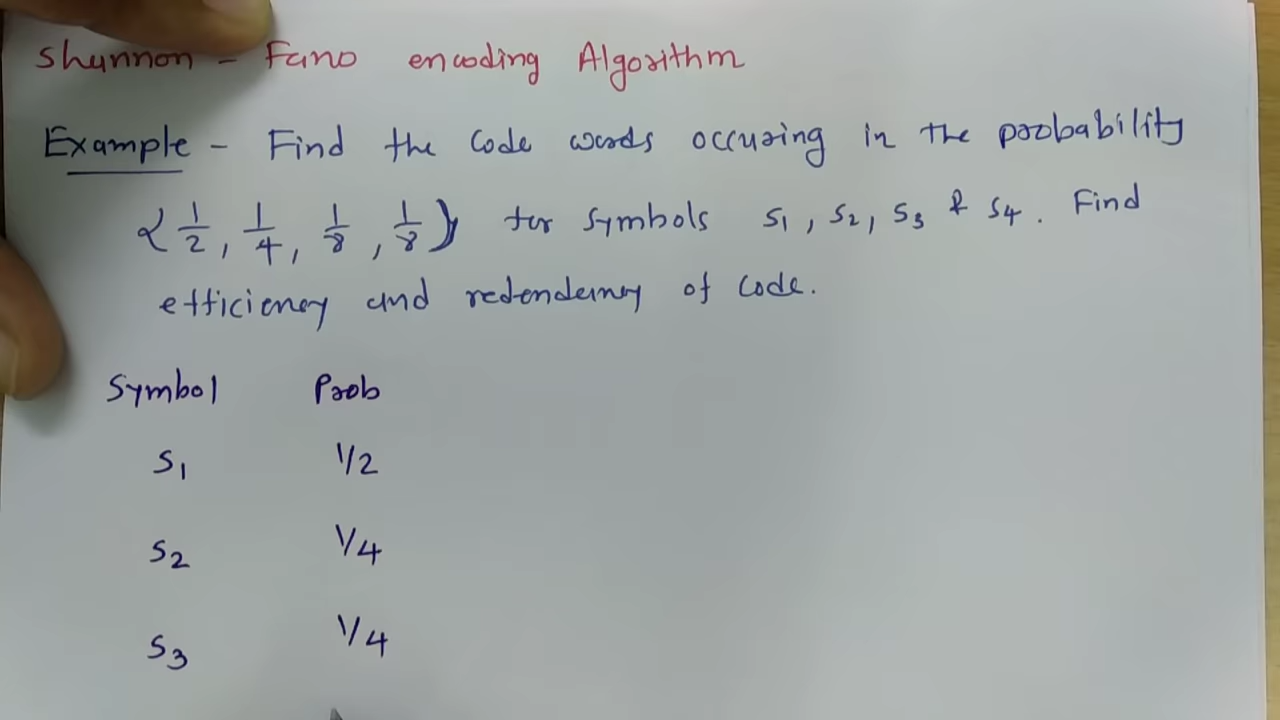 Shannon - Fano encoding Algorithm
Example - Find the code words occuring in the probability
{1/2, 1/4, 1/8, 1/8} for symbols S1, S2, S3 & S4. Find
efficiency and redendency of code.
Symbol Prob
S1 1/2
S2 1/4
S3 1/4